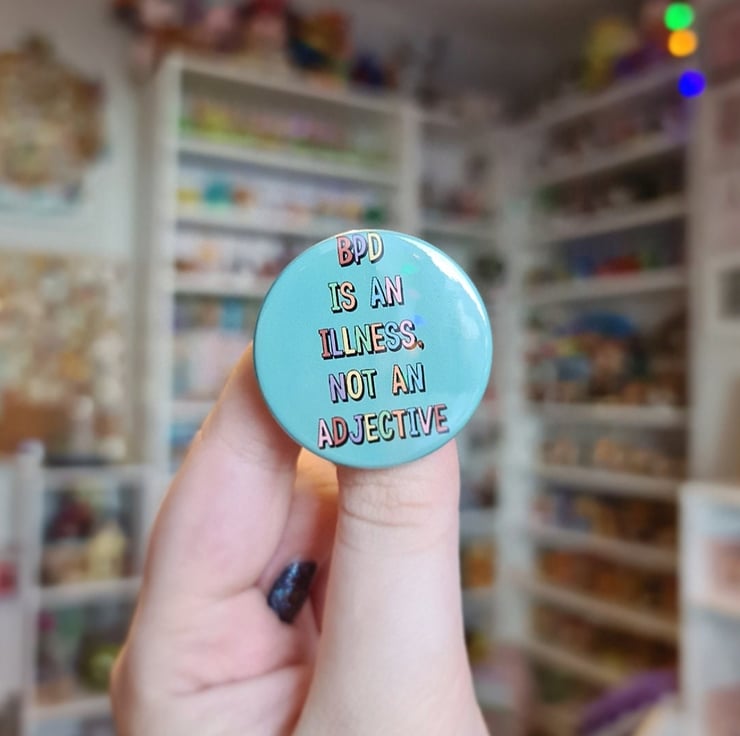 BPD
IS AN
ILLNESS,
NOT AN
ADJECTIVE